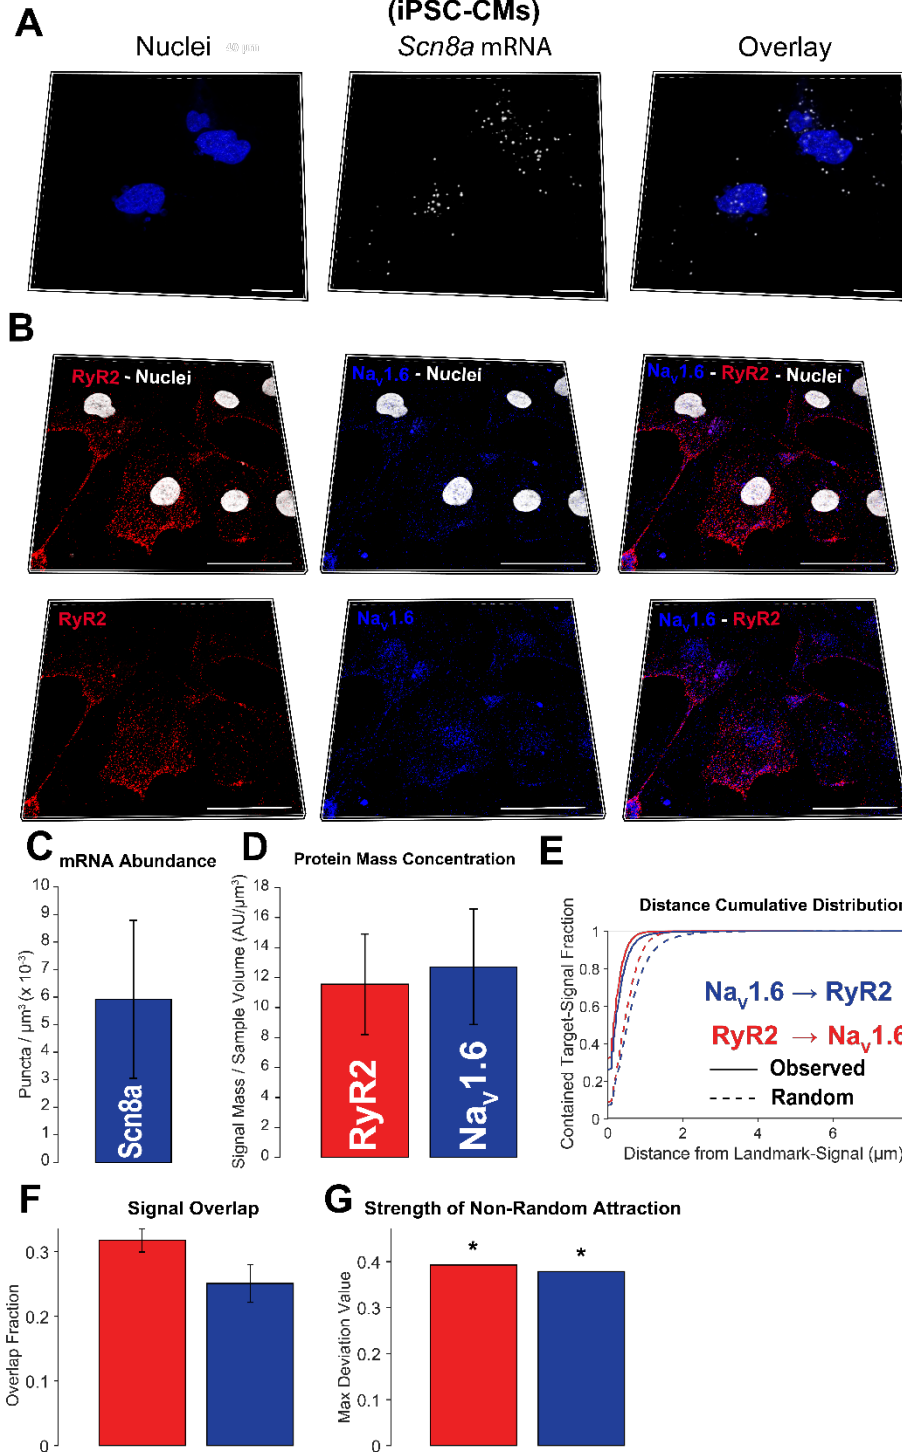 (iPSC-CMs)
A
Nuclei 40 µm Scn8a mRNA Overlay
B
RyR2 - Nuclei Nav1.6 - Nuclei Nav1.6 - RyR2 - Nuclei
RyR2 Nav1.6 Nav1.6 - RyR2
C mRNA Abundance
Puncta / µm³ (x 10⁻³)
10
9
8
7
6
5
4
3
2
1
0
Scn8a
D Protein Mass Concentration
Signal Mass / Sample Volume (AU/µm³)
18
16
14
12
10
8
6
4
2
0
RyR2 Nav1.6
E
Distance Cumulative Distribution
Contained Target-Signal Fraction
1
0.8
0.6
0.4
0.2
0
Nav1.6 → RyR2
RyR2 → Nav1.6
Observed
Random
0 2 4 6
Distance from Landmark-Signal (µm)
F Signal Overlap
Overlap Fraction
0.3
0.2
0.1
0
G Strength of Non-Random Attraction
Max Deviation Value
0.4
0.3
0.2
0.1
0
* *